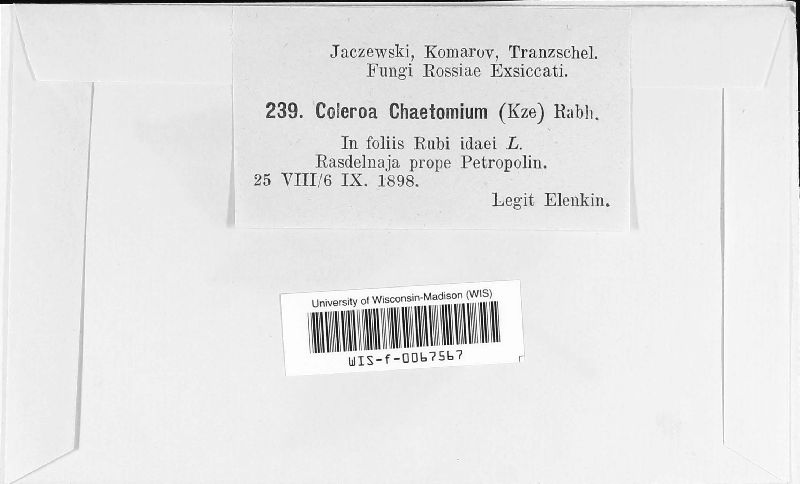 Jaczewski, Komarov, Tranzschel.
Fungi Rossiae Exsiccati.
239. Coleroa Chaetomium (Kze) Rabh.
In foliis Rubi idaei L.
Rasdelnaja prope Petropolin.
25 VIII/6 IX. 1898.
Legit Elenkin.
University of Wisconsin-Madison (WIS)
WIS-f-0067567